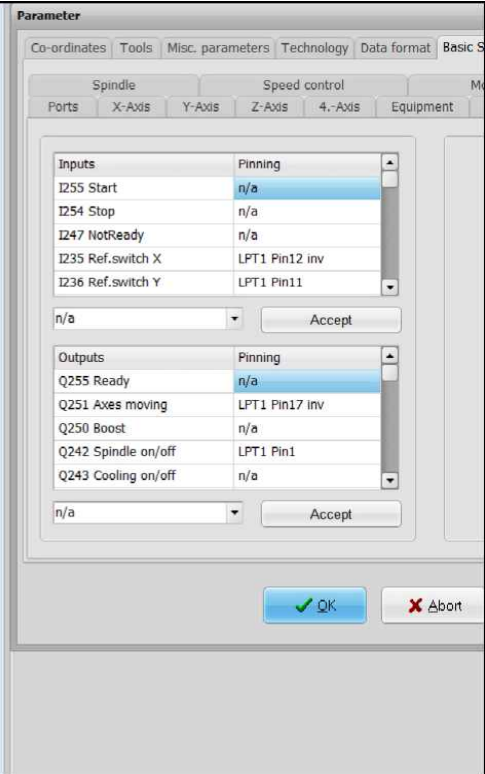 Parameter
Co-ordinates Tools Misc. parameters Technology Data format Basic S
Spindle Speed control Mo
Ports X-Axis Y-Axis Z-Axis 4.-Axis Equipment
Inputs Pinning
I255 Start n/a
I254 Stop n/a
I247 NotReady n/a
I235 Ref.switch X LPT1 Pin12 inv
I236 Ref.switch Y LPT1 Pin11
n/a Accept
Outputs Pinning
Q255 Ready n/a
Q251 Axes moving LPT1 Pin17 inv
Q250 Boost n/a
Q242 Spindle on/off LPT1 Pin1
Q243 Cooling on/off n/a
n/a Accept
OK Abort